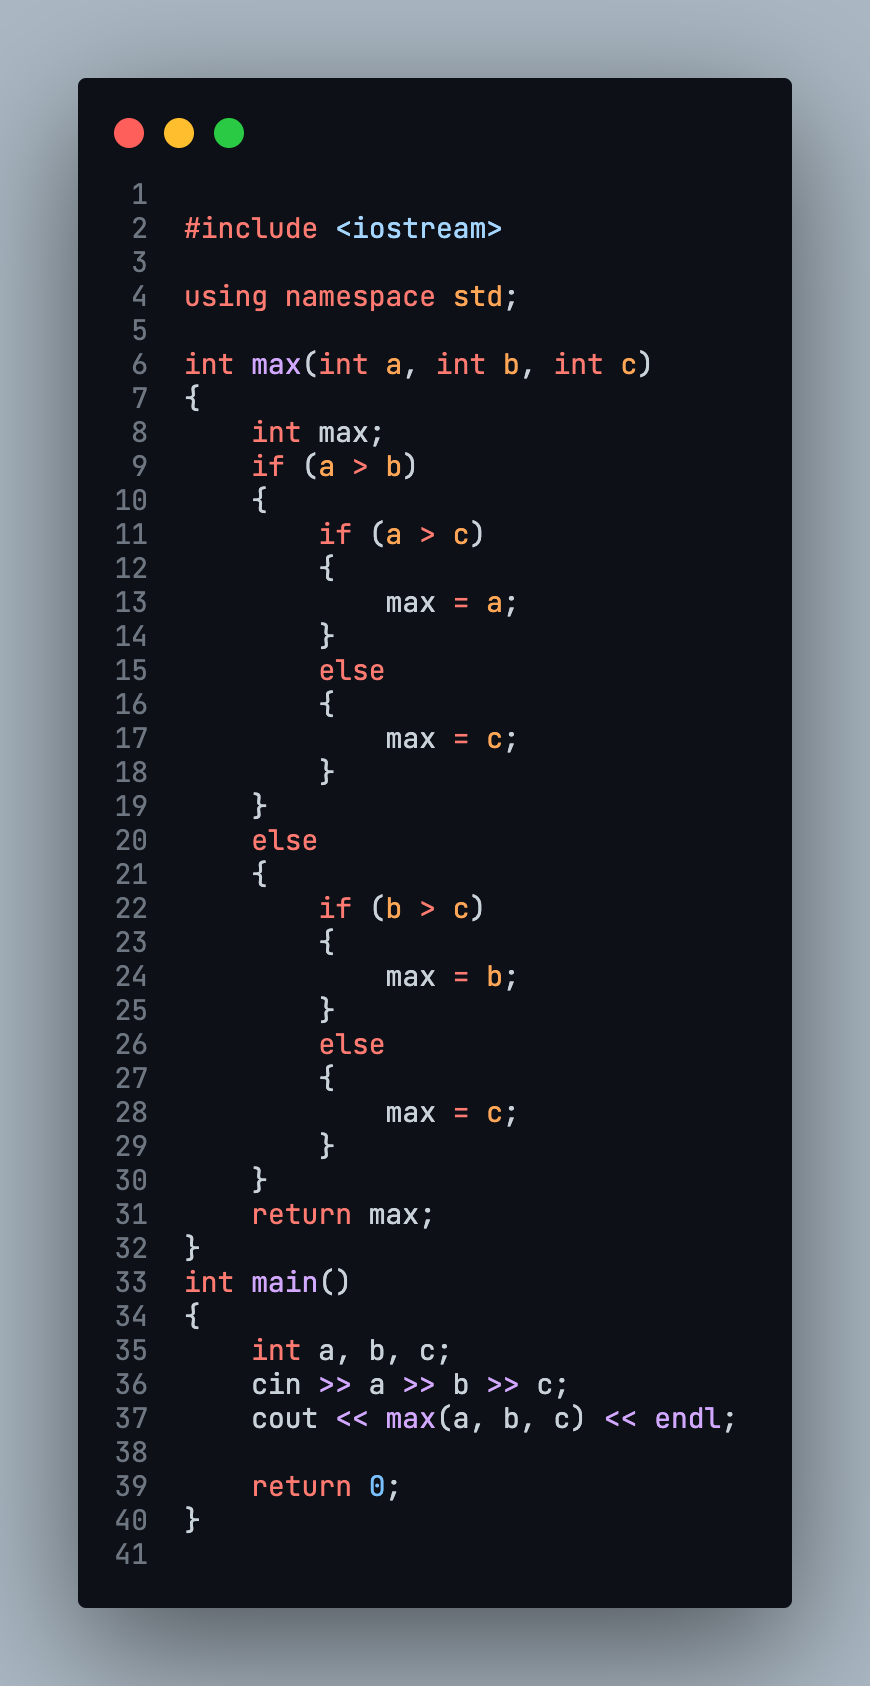 1
2 #include <iostream>
3
4 using namespace std;
5
6 int max(int a, int b, int c)
7 {
8     int max;
9     if (a > b)
10     {
11         if (a > c)
12         {
13             max = a;
14         }
15         else
16         {
17             max = c;
18         }
19     }
20     else
21     {
22         if (b > c)
23         {
24             max = b;
25         }
26         else
27         {
28             max = c;
29         }
30     }
31     return max;
32 }
33 int main()
34 {
35     int a, b, c;
36     cin >> a >> b >> c;
37     cout << max(a, b, c) << endl;
38
39     return 0;
40 }
41